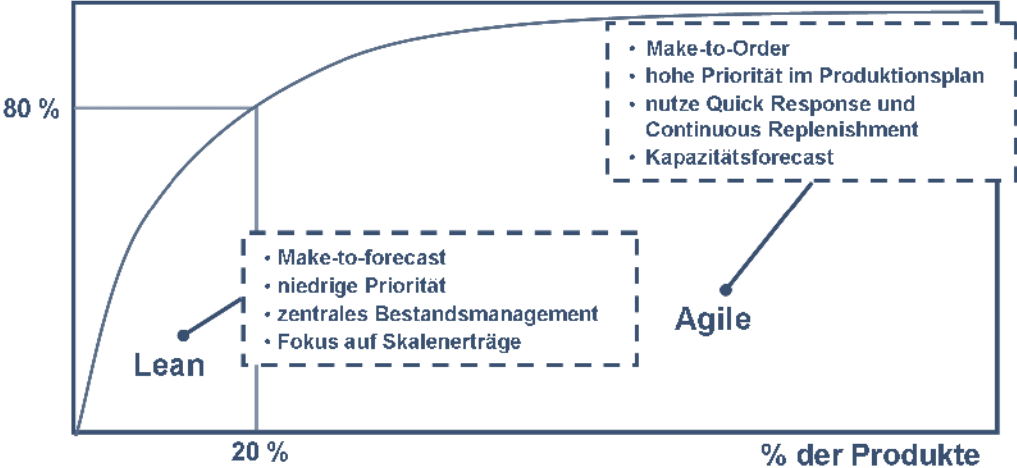 • Make-to-Order
• hohe Priorität im Produktionsplan
• nutze Quick Response und
Continuous Replenishment
• Kapazitätsforecast
80 %
• Make-to-forecast
• niedrige Priorität
• zentrales Bestandsmanagement
• Fokus auf Skalenerträge
Agile
Lean
20 %
% der Produkte